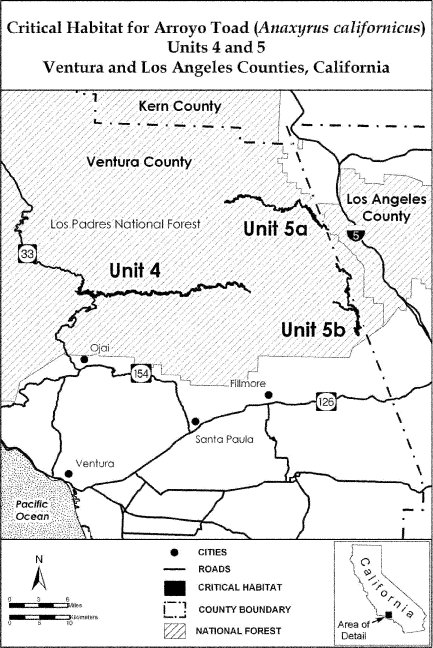 Critical Habitat for Arroyo Toad (Anaxyrus californicus)
Units 4 and 5
Ventura and Los Angeles Counties, California
Kern County
Ventura County
Los Angeles
County
Los Padres National Forest
Unit 5a
5
33
Unit 4
Unit 5b
Ojai
154
Fillmore
126
Santa Paula
Ventura
Pacific
Ocean
N
0 3 6
Miles
Kilometers
0 5 10
CITIES
ROADS
CRITICAL HABITAT
COUNTY BOUNDARY
NATIONAL FOREST
California
Area of
Detail